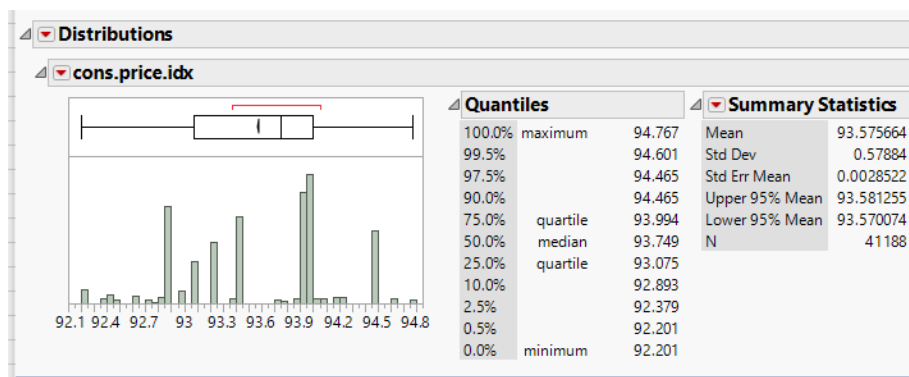 Distributions
cons.price.idx
92.1 92.4 92.7 93 93.3 93.6 93.9 94.2 94.5 94.8
Quantiles
100.0% maximum 94.767
99.5% 94.601
97.5% 94.465
90.0% 94.465
75.0% quartile 93.994
50.0% median 93.749
25.0% quartile 93.075
10.0% 92.893
2.5% 92.379
0.5% 92.201
0.0% minimum 92.201
Summary Statistics
Mean 93.575664
Std Dev 0.57884
Std Err Mean 0.0028522
Upper 95% Mean 93.581255
Lower 95% Mean 93.570074
N 41188